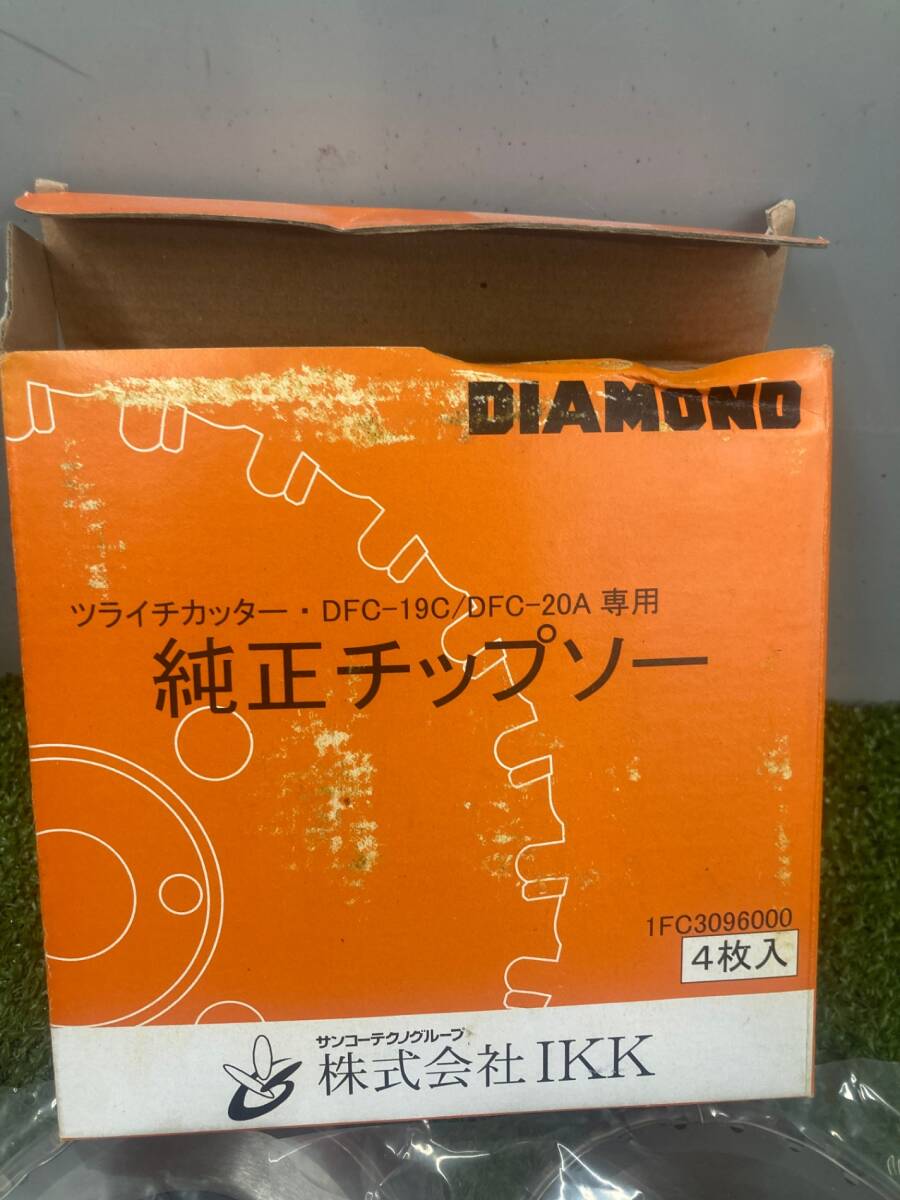 DIAMOND
ツライチカッター・DFC-19C/DFC-20A 専用
純正チップソー
1FC3096000
4枚入
サンコーテクノグループ
株式会社IKK